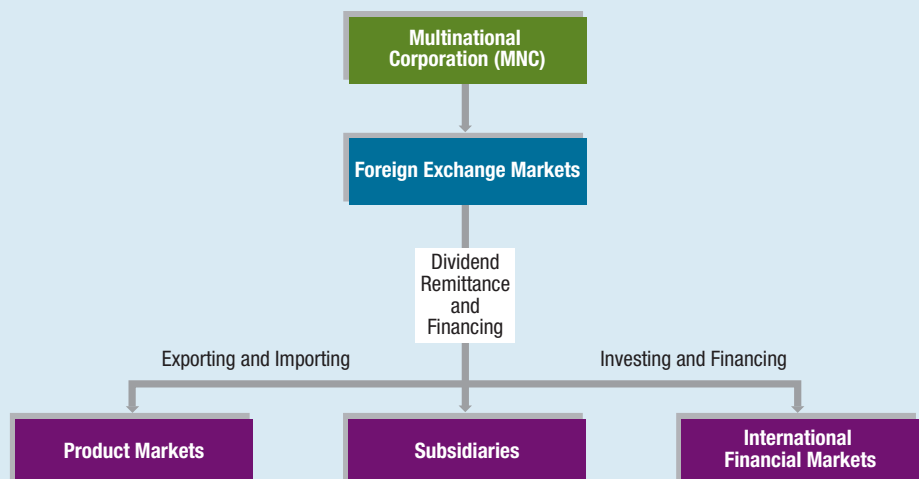 Multinational
Corporation (MNC)
Foreign Exchange Markets
Dividend
Remittance
and
Financing
Exporting and Importing
Investing and Financing
Product Markets
Subsidiaries
International
Financial Markets